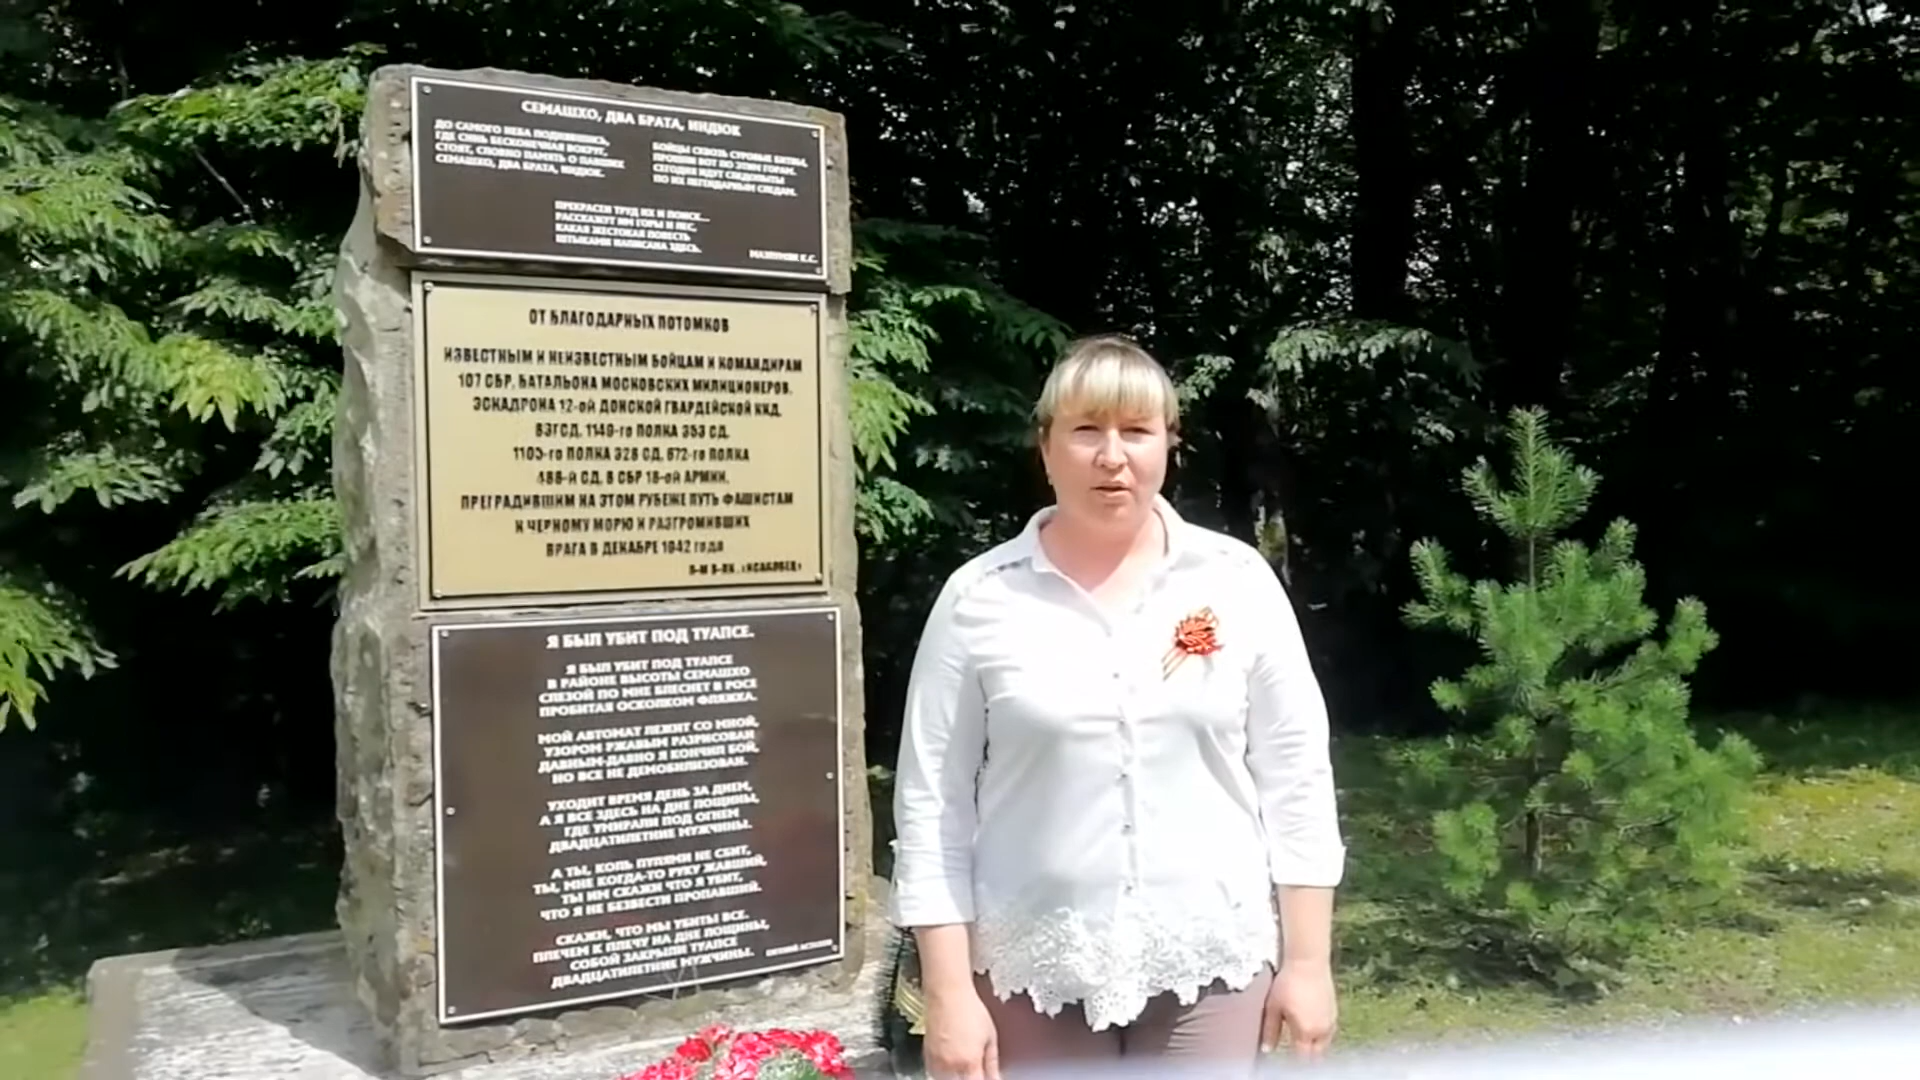 СЕМАШХО, ДВА БРАТА, ИНДЮК
ДО САМОГО НЕБА ПОДНЯВШИСЬ,
ГДЕ СИНЬ БЕСКОНЕЧНАЯ ВОКРУГ,
СТОЯТ, СЛОВНО ПАМЯТЬ О ПАВШИХ
СЕМАШХО, ДВА БРАТА, ИНДЮК.
БОЙЦЫ СКВОЗЬ СУРОВЫЕ БИТВЫ,
ПРОШЛИ ВОТ ПО ЭТИМ ГОРАМ.
СЕГОДНЯ ИДУТ СЛЕДОПЫТЫ
ПО ИХ ЛЕГЕНДАРНЫМ СЛЕДАМ.
ПРЕКРАСЕН ТРУД ИХ И ПОИСК...
РАССКАЖУТ ИМ ГОРЫ И ЛЕС,
КАКАЯ ЖЕСТОКАЯ ПОВЕСТЬ
ШТЫКАМИ НАПИСАНА ЗДЕСЬ.
К.С.
ОТ БЛАГОДАРНЫХ ПОТОМКОВ
ИЗВЕСТНЫМ И НЕИЗВЕСТНЫМ БОЙЦАМ И КОМАНДИРАМ
107 СБР, БАТАЛЬОНА МОСКОВСКИХ МИЛИЦИОНЕРОВ,
ЭСКАДРОНА 12-ой ДОНСКОЙ ГВАРДЕЙСКОЙ ККД,
1149-го ПОЛКА 353 СД,
1105-го ПОЛКА 328 СД, 672-го ПОЛКА
СД, 8 СБР 18-ой АРМИИ,
ПРЕГРАДИВШИМ НА ЭТОМ РУБЕЖЕ ПУТЬ ФАШИСТАМ
К ЧЕРНОМУ МОРЮ И РАЗГРОМИВШИХ
ВРАГА В ДЕКАБРЕ 1942 года
Я БЫЛ УБИТ ПОД ТУАПСЕ.
Я БЫЛ УБИТ ПОД ТУАПСЕ
В РАЙОНЕ ВЫСОТЫ СЕМАШХО
СЛЕЗОЙ ПО МНЕ БЛЕСНЕТ В РОСЕ
ПРОБИТАЯ ОСКОЛКОМ ФЛЯЖКА.
МОЙ АВТОМАТ ЛЕЖИТ СО МНОЙ,
УЗОРОМ РЖАВЫМ РАЗРИСОВАН
ДАВНЫМ-ДАВНО Я КОНЧИЛ БОЙ,
НО ВСЕ НЕ ДЕМОБИЛИЗОВАН.
УХОДИТ ВРЕМЯ ДЕНЬ ЗА ДНЕМ,
А Я ВСЕ ЗДЕСЬ НА ДНЕ ЛОЩИНЫ,
ГДЕ УМИРАЛИ ПОД ОГНЕМ
ДВАДЦАТИЛЕТНИЕ МУЖЧИНЫ.
А ТЫ, КОЛЬ ПУЛЯМИ НЕ СБИТ,
ТЫ, МНЕ КОГДА-ТО РУКУ ЖАВШИЙ,
ТЫ ИМ СКАЖИ ЧТО Я УБИТ,
ЧТО Я НЕ БЕЗВЕСТИ ПРОПАВШИЙ.
СКАЖИ, ЧТО МЫ УБИТЫ ВСЕ.
ПЛЕЧЕМ К ПЛЕЧУ НА ДНЕ ЛОЩИНЫ,
СОБОЙ ЗАКРЫЛИ ТУАПСЕ
ДВАДЦАТИЛЕТНИЕ МУЖЧИНЫ.